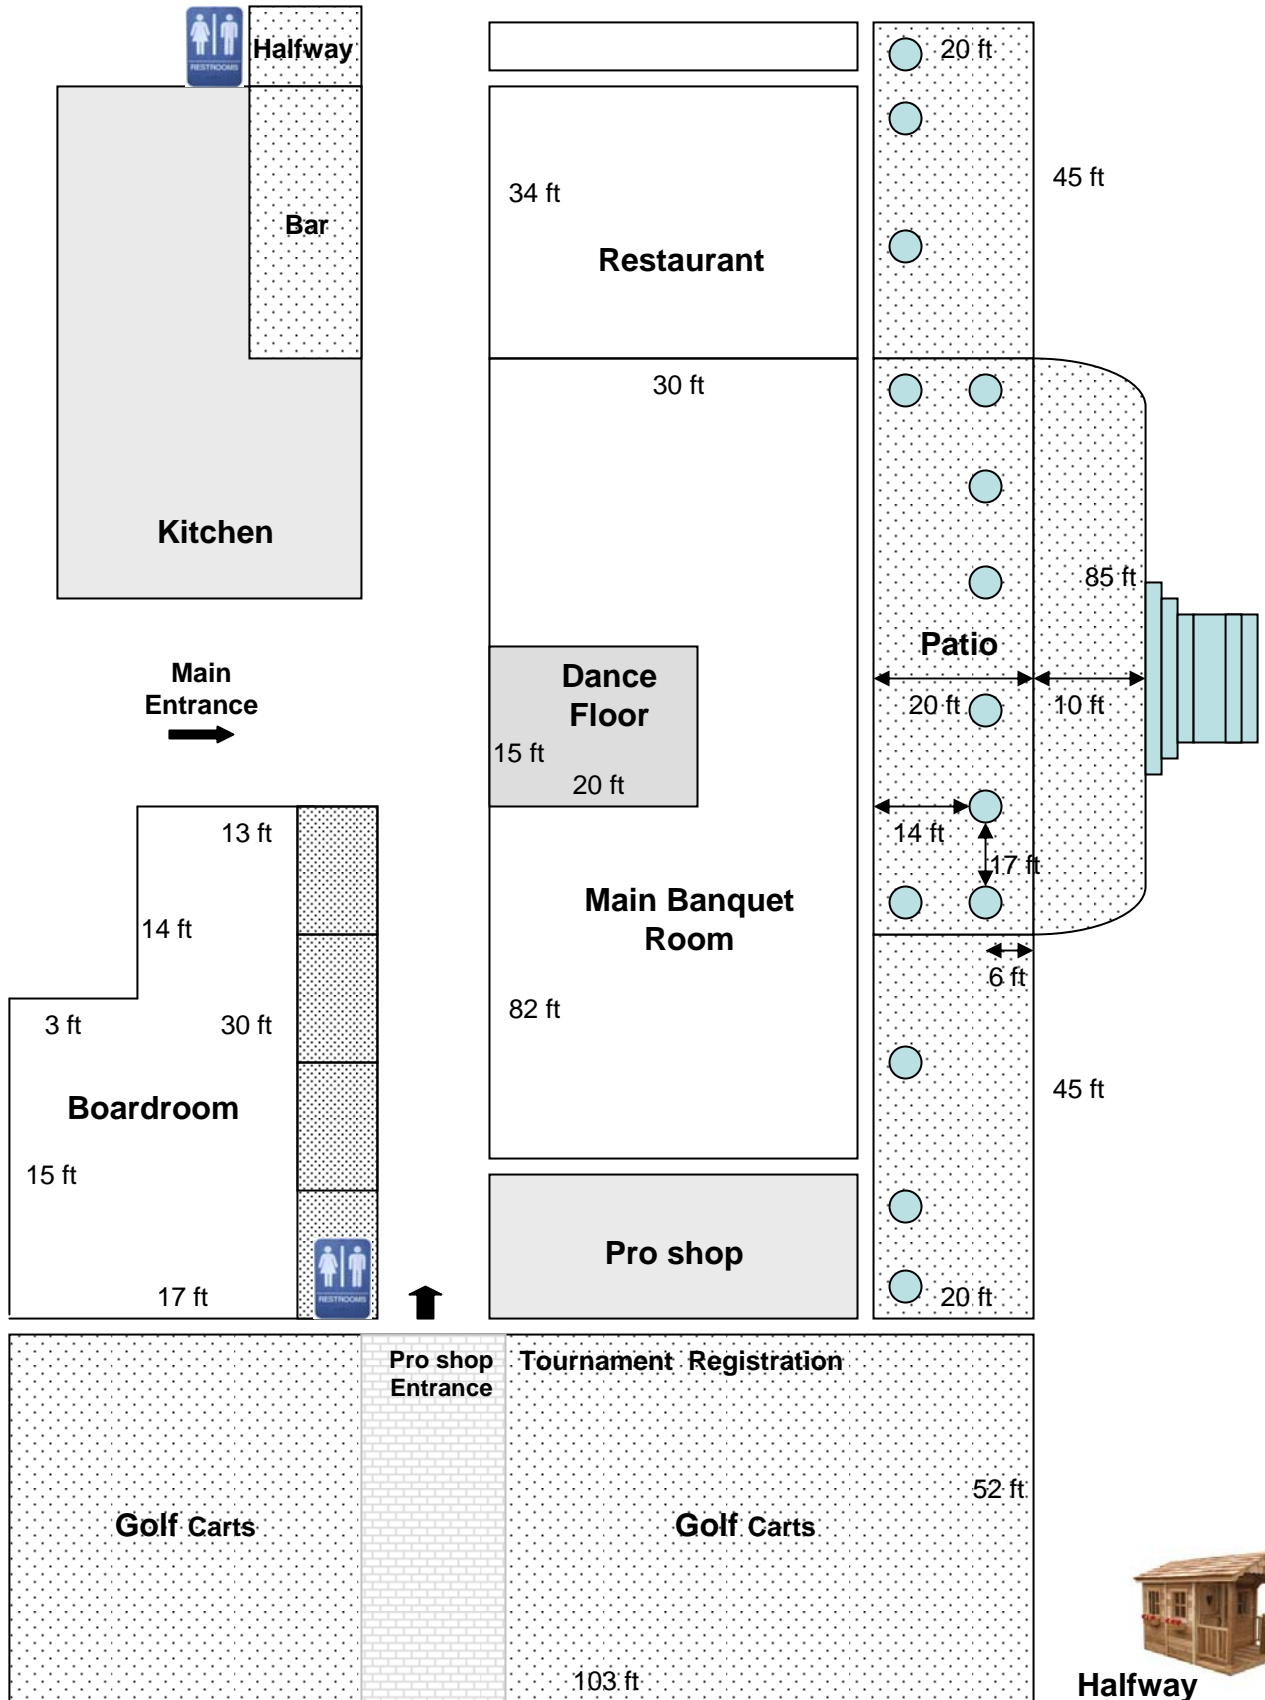 RESTROOMS
Halfway
20 ft
45 ft
34 ft
Bar
Restaurant
30 ft
Kitchen
85 ft
Patio
Main
Entrance
Dance
Floor
20 ft
10 ft
15 ft
20 ft
13 ft
14 ft
17 ft
Main Banquet
Room
14 ft
6 ft
82 ft
3 ft
30 ft
45 ft
Boardroom
15 ft
Pro shop
RESTROOMS
17 ft
20 ft
Pro shop
Entrance
Tournament Registration
52 ft
Golf Carts
Golf Carts
103 ft
Halfway